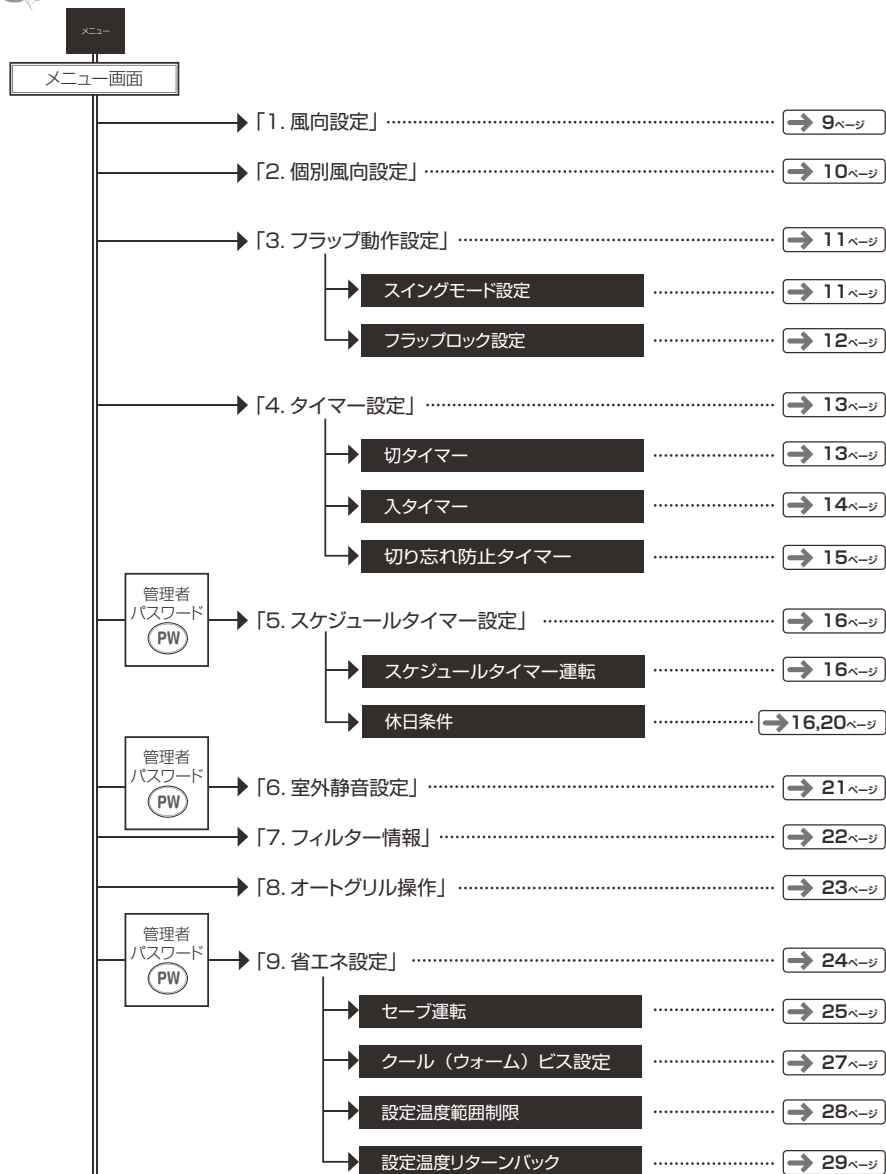 メニュー
メニュー画面
「1. 風向設定」 ➔ 9ページ
「2. 個別風向設定」 ➔ 10ページ
「3. フラップ動作設定」 ➔ 11ページ
スイングモード設定 ➔ 11ページ
フラップロック設定 ➔ 12ページ
「4. タイマー設定」 ➔ 13ページ
切タイマー ➔ 13ページ
入タイマー ➔ 14ページ
切り忘れ防止タイマー ➔ 15ページ
管理者
パスワード
PW
「5. スケジュールタイマー設定」 ➔ 16ページ
スケジュールタイマー運転 ➔ 16ページ
休日条件 ➔16,20ページ
管理者
パスワード
PW
「6. 室外静音設定」 ➔ 21ページ
「7. フィルター情報」 ➔ 22ページ
「8. オートグリル操作」 ➔ 23ページ
管理者
パスワード
PW
「9. 省エネ設定」 ➔ 24ページ
セーブ運転 ➔ 25ページ
クール（ウォーム）ビス設定 ➔ 27ページ
設定温度範囲制限 ➔ 28ページ
設定温度リターンバック ➔ 29ページ